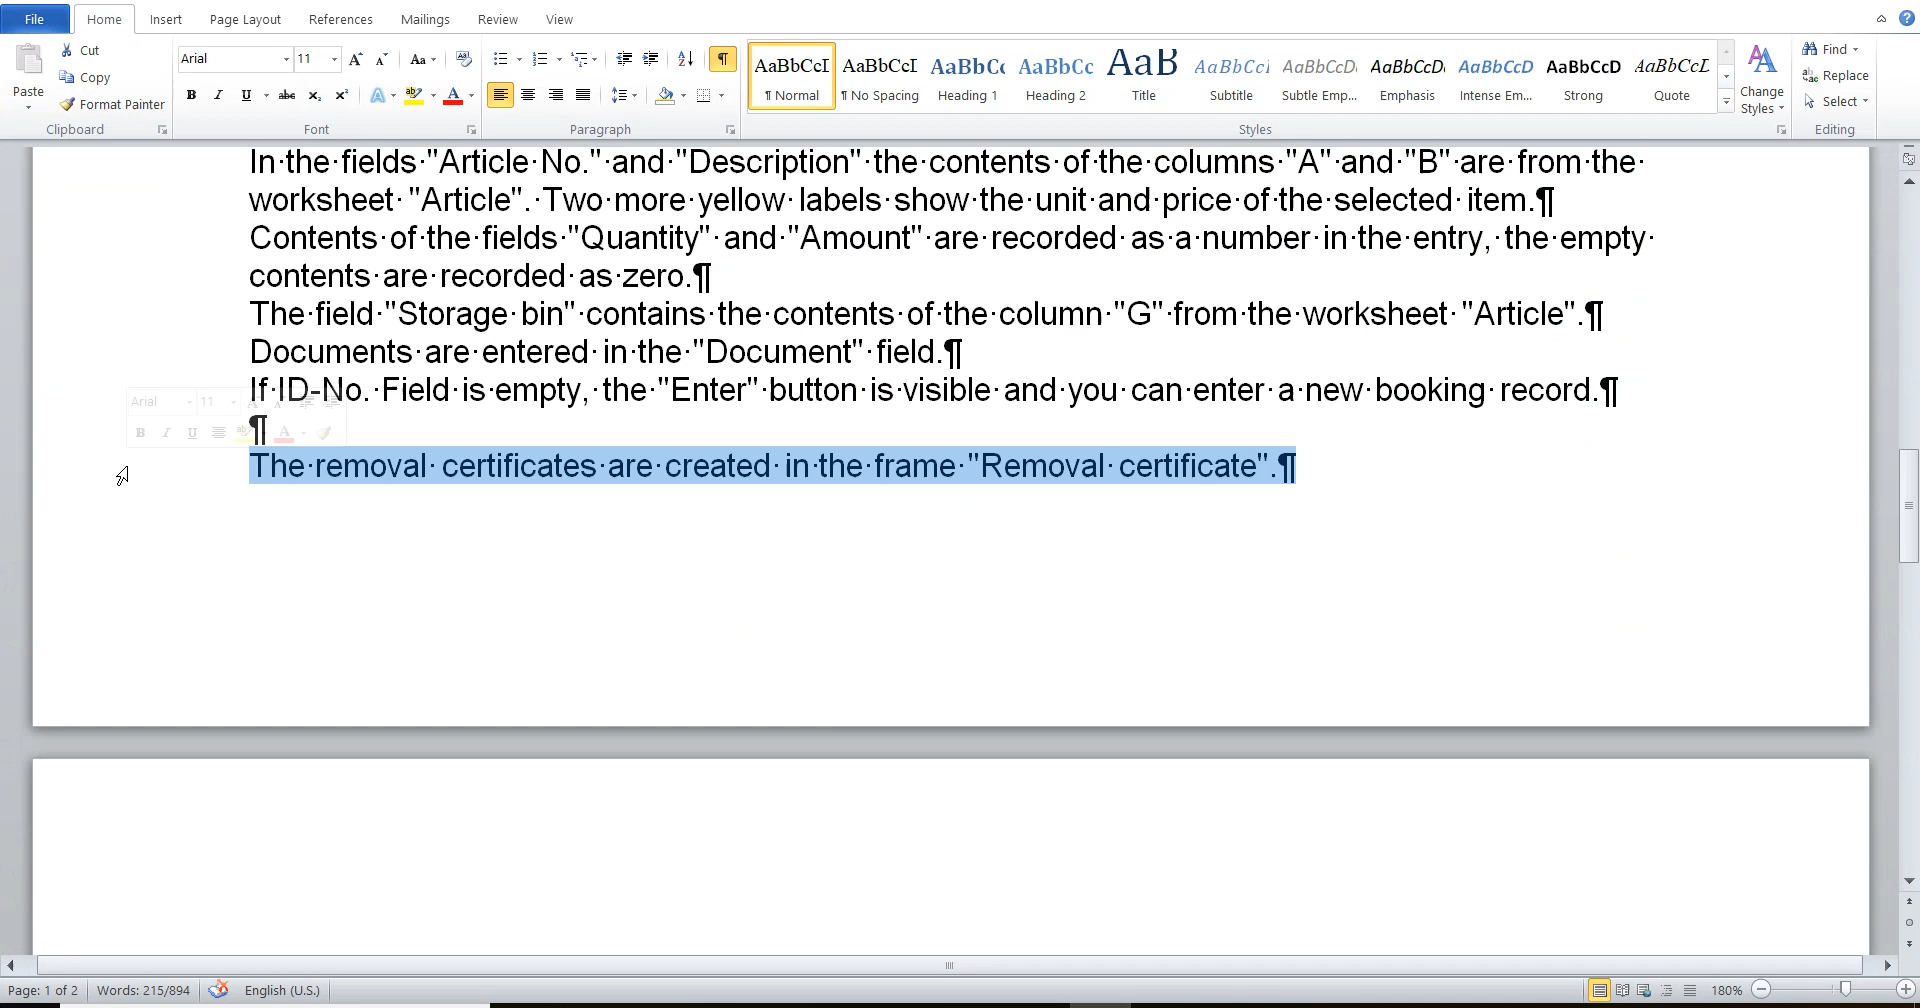 File Home Insert Page Layout References Mailings Review View
Paste Cut Copy Format Painter Clipboard
Arial 11 Font
Paragraph
AaBbCcI AaBbCcI AaBbCc AaBbCc AaB AaBbCcI AaBbCcD AaBbCcD AaBbCcD AaBbCcD AaBbCcL
¶ Normal ¶ No Spacing Heading 1 Heading 2 Title Subtitle Subtle Emp... Emphasis Intense Em... Strong Quote
Styles
Change Styles
Find Replace Select Editing
In·the·fields·"Article·No."·and·"Description"·the·contents·of·the·columns·"A"·and·"B"·are·from·the·
worksheet·"Article".·Two·more·yellow·labels·show·the·unit·and·price·of·the·selected·item.¶
Contents·of·the·fields·"Quantity"·and·"Amount"·are·recorded·as·a·number·in·the·entry,·the·empty·
contents·are·recorded·as·zero.¶
The·field·"Storage·bin"·contains·the·contents·of·the·column·"G"·from·the·worksheet·"Article".¶
Documents·are·entered·in·the·"Document"·field.¶
If·ID-No.·Field·is·empty,·the·"Enter"·button·is·visible·and·you·can·enter·a·new·booking·record.¶
¶
The·removal·certificates·are·created·in·the·frame·"Removal·certificate".¶
Arial 11
Page: 1 of 2 Words: 215/894 English (U.S.) 180%